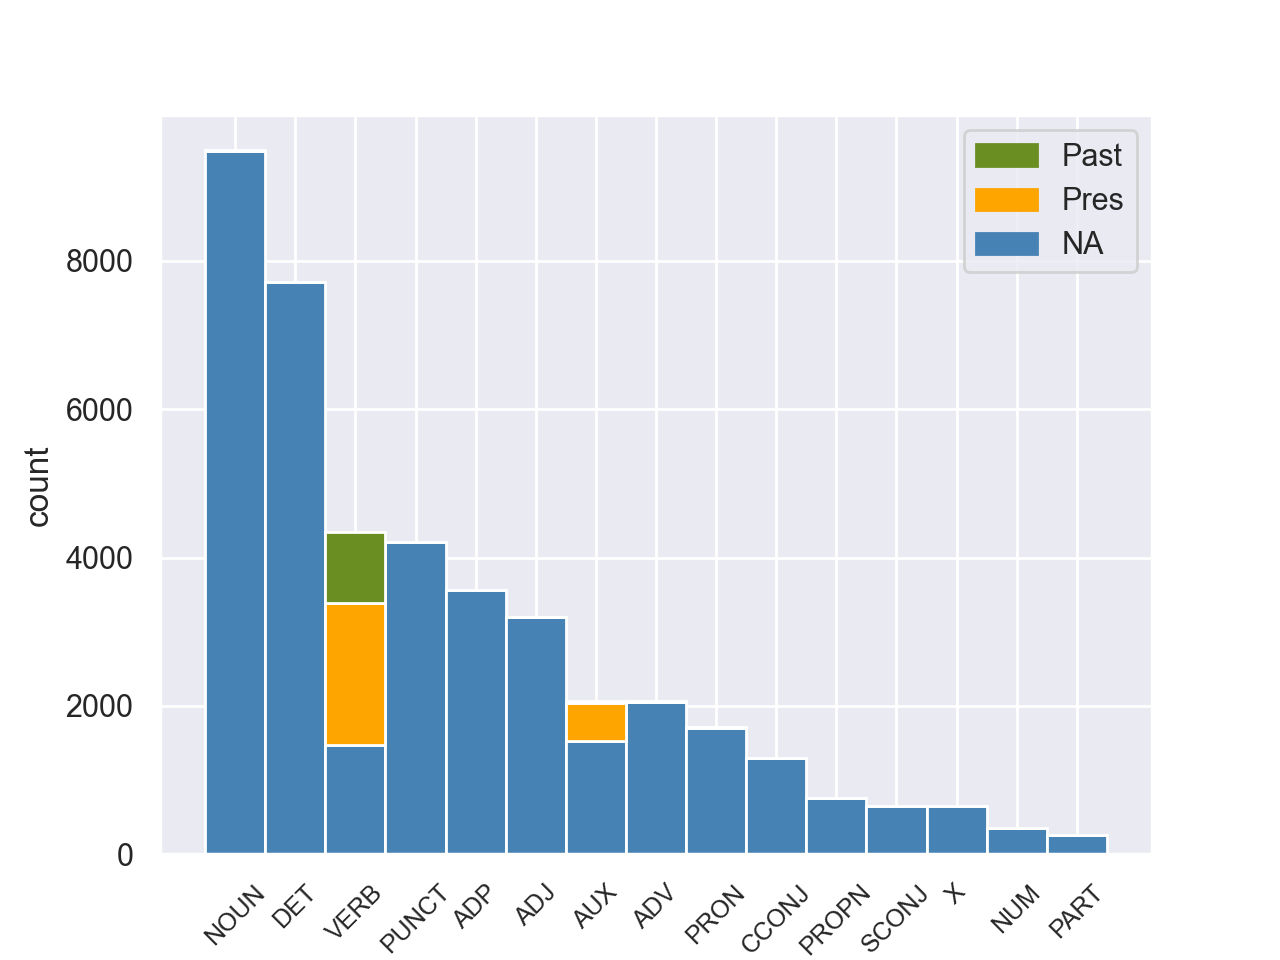 Past
Pres
NA
8000
6000
4000
2000
0
count
NOUN
DET
VERB
PUNCT
ADP
ADJ
AUX
ADV
PRON
CCONJ
PROPN
SCONJ
X
NUM
PART